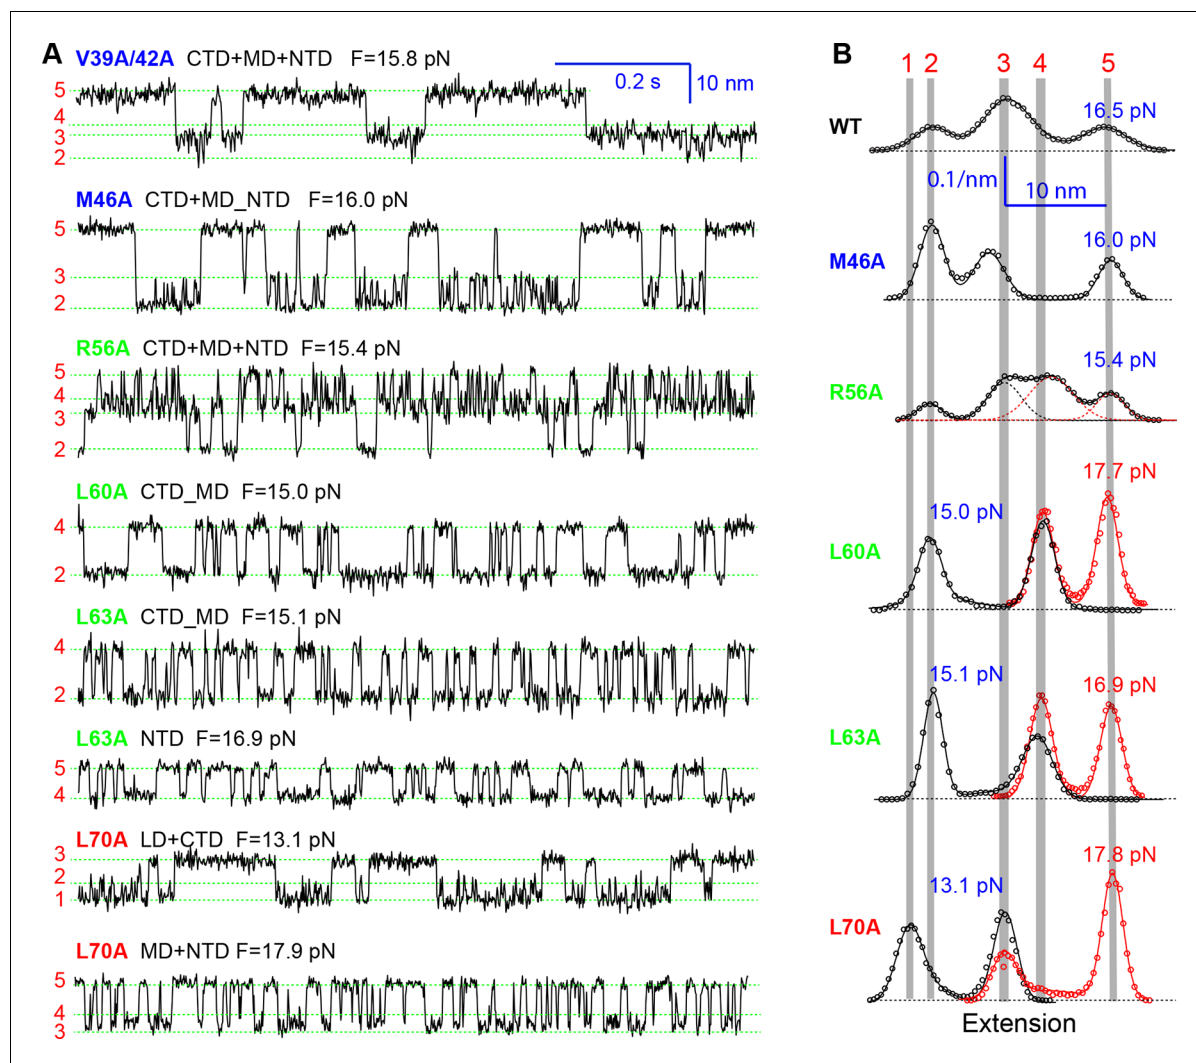 A
V39A/42A CTD+MD+NTD F=15.8 pN
0.2 s
10 nm
5
4
3
2
M46A CTD+MD_NTD F=16.0 pN
5
3
2
R56A CTD+MD+NTD F=15.4 pN
5
4
3
2
L60A CTD_MD F=15.0 pN
4
2
L63A CTD_MD F=15.1 pN
4
2
L63A NTD F=16.9 pN
5
4
L70A LD+CTD F=13.1 pN
3
2
1
L70A MD+NTD F=17.9 pN
5
4
3
B
1 2 3 4 5
WT
16.5 pN
0.1/nm
10 nm
M46A
16.0 pN
R56A
15.4 pN
L60A
15.0 pN
17.7 pN
L63A
15.1 pN
16.9 pN
L70A
13.1 pN
17.8 pN
Extension